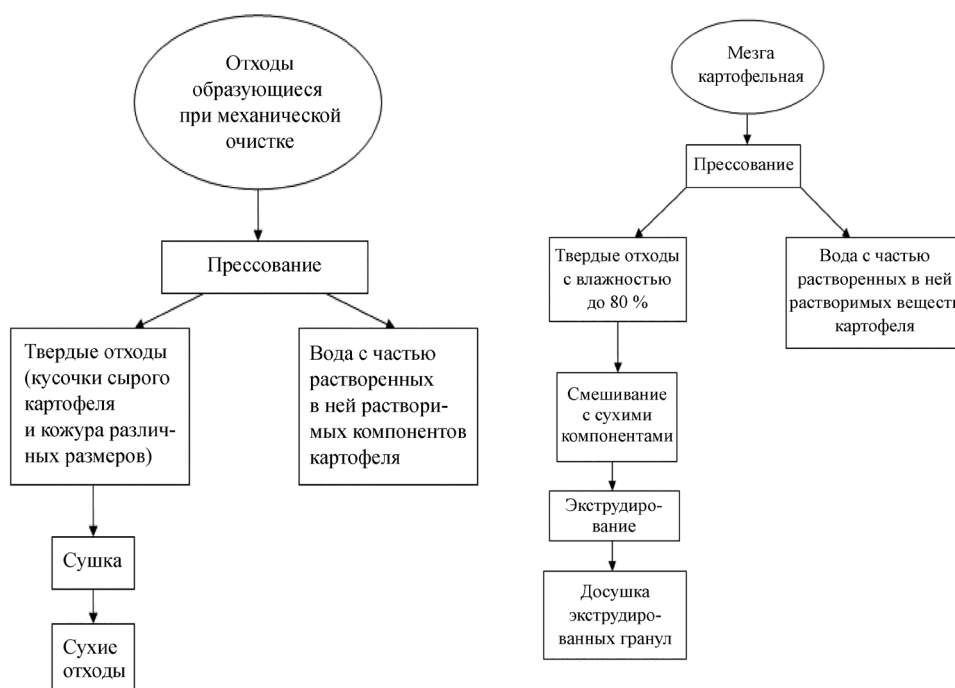 Отходы
образующиеся
при механической
очистке
Прессование
Твердые отходы
(кусочки сырого
картофеля
и кожура различ-
ных размеров)
Вода с частью
растворенных
в ней раствори-
мых компонентов
картофеля
Сушка
Сухие
отходы
Мезга
картофельная
Прессование
Твердые отходы
с влажностью
до 80 %
Вода с частью
растворенных в ней
растворимых веществ
картофеля
Смешивание
с сухими
компонентами
Экструдиро-
вание
Досушка
экструдиро-
ванных гранул